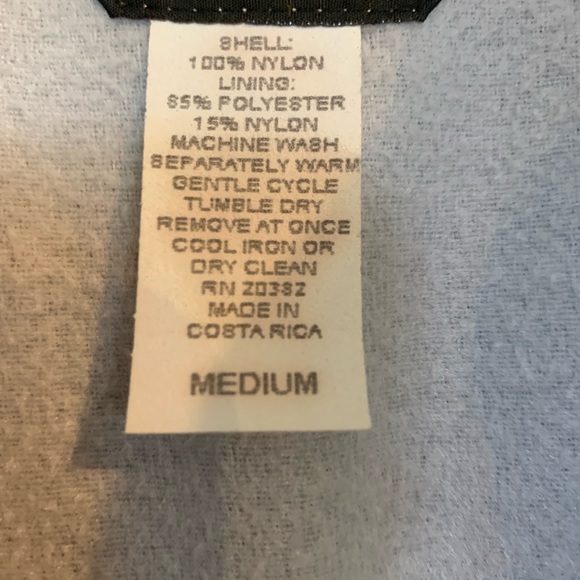 SHELL:
100% NYLON
LINING:
85% POLYESTER
15% NYLON
MACHINE WASH
SEPARATELY WARM
GENTLE CYCLE
TUMBLE DRY
REMOVE AT ONCE
COOL IRON OR
DRY CLEAN
RN 20382
MADE IN
COSTA RICA
MEDIUM